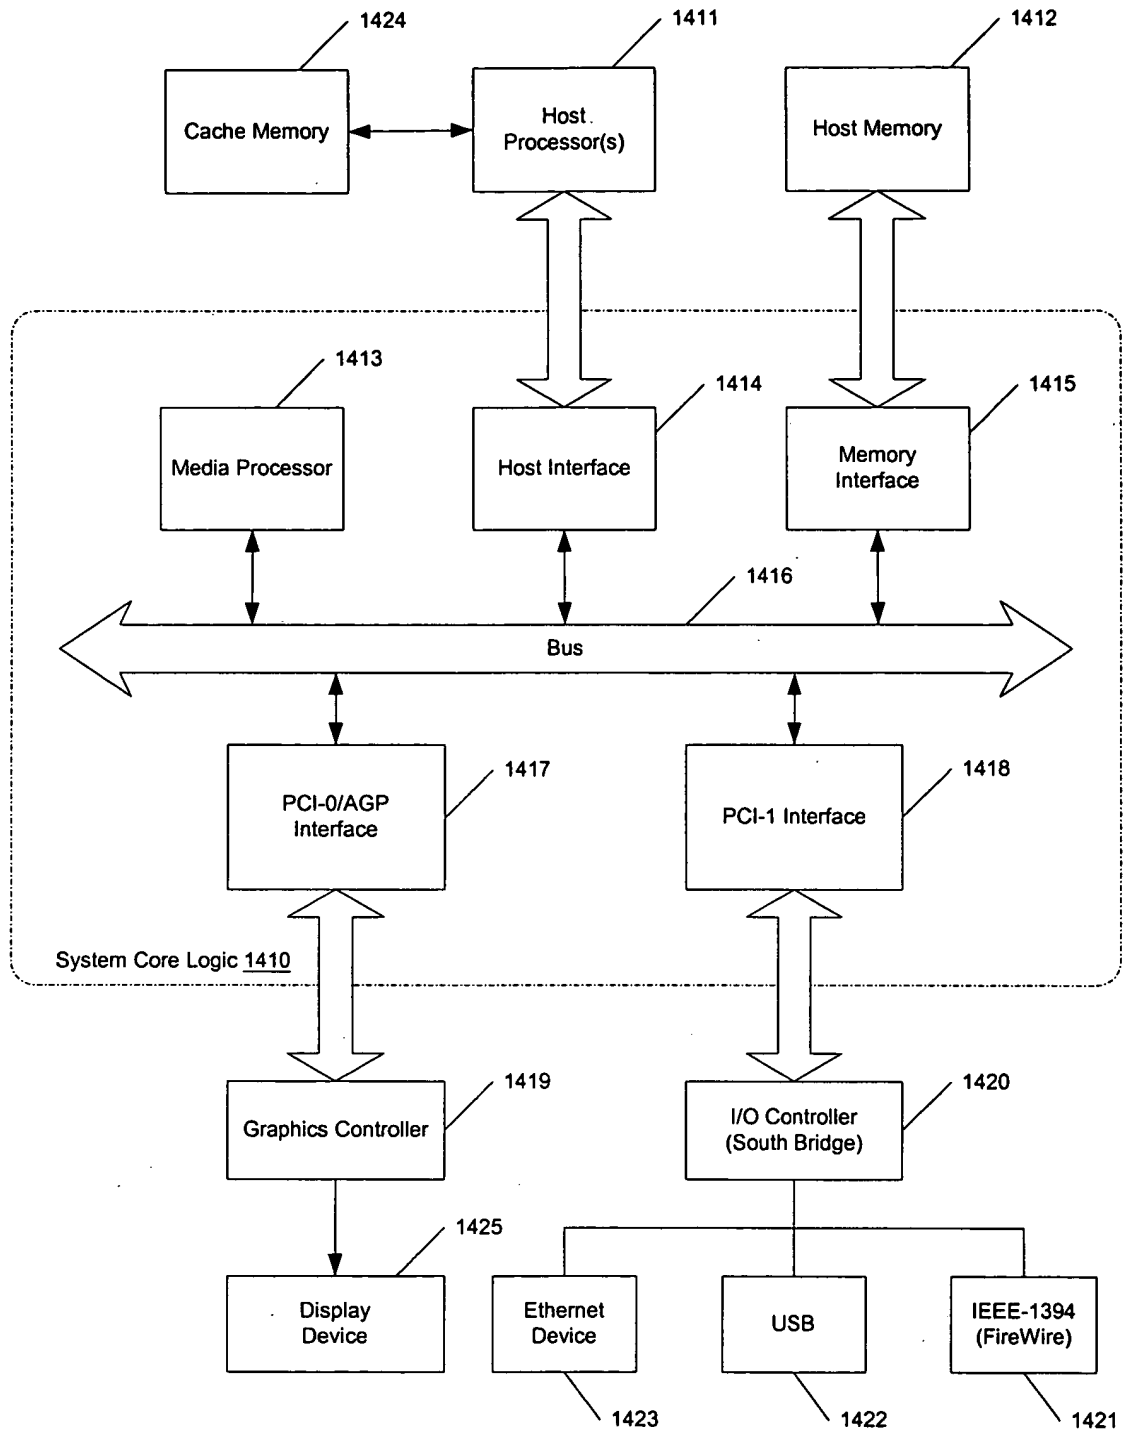 1424
1411
1412
Cache Memory
Host
Processor(s)
Host Memory
1413
1414
1415
Media Processor
Host Interface
Memory
Interface
1416
Bus
1417
1418
PCI-0/AGP
Interface
PCI-1 Interface
System Core Logic 1410
1419
1420
Graphics Controller
I/O Controller
(South Bridge)
1425
Display
Device
Ethernet
Device
USB
IEEE-1394
(FireWire)
1423
1422
1421